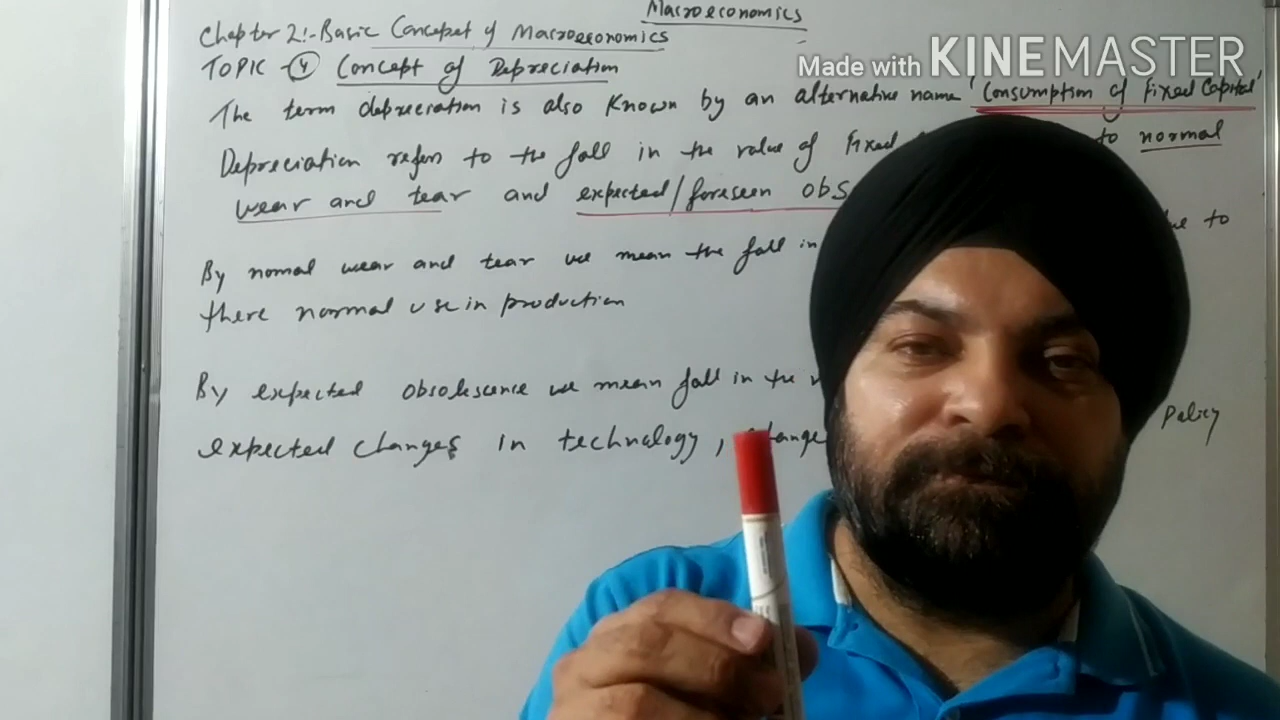 Macroeconomics
Chapter 2:- Basic Concepet of Macroeconomics
Made with KINEMASTER
TOPIC - 4 Concept of Depreciation
The term depreciation is also known by an alternative name 'Consumption of Fixed Capital'
Depreciation refers to the fall in the value of Fixed to normal
wear and tear and expected/foreseen obs
By normal wear and tear we mean the fall in to
there normal use in production
By expected obsolescence we mean fall in the
expected changes in technology, change Policy